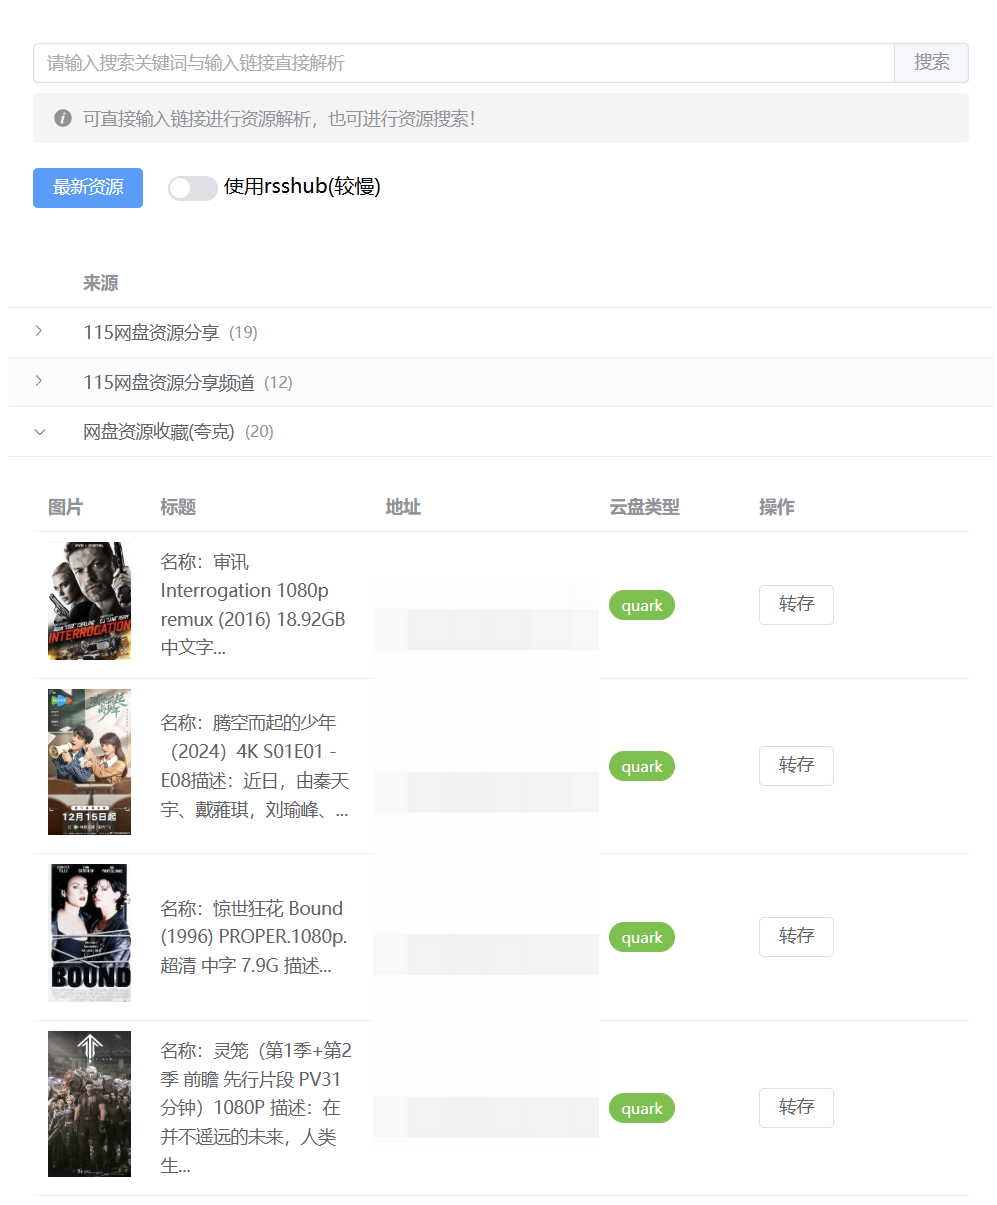 请输入搜索关键词与输入链接直接解析
搜索
可直接输入链接进行资源解析，也可进行资源搜索！
最新资源
使用rsshub(较慢)
来源
115网盘资源分享 (19)
115网盘资源分享频道 (12)
网盘资源收藏(夸克) (20)
图片 标题 地址 云盘类型 操作
INTERROGATION
名称：审讯
Interrogation 1080p
remux (2016) 18.92GB
中文字...
quark
转存
12月15日起
名称：腾空而起的少年
（2024）4K S01E01 -
E08描述：近日，由秦天
宇、戴蓶琪，刘瑜峰、...
quark
转存
BOUND
名称：惊世狂花 Bound
(1996) PROPER.1080p.
超清 中字 7.9G 描述...
quark
转存
名称：灵笼（第1季+第2
季 前瞻 先行片段 PV31
分钟）1080P 描述：在
并不遥远的未来，人类
生...
quark
转存